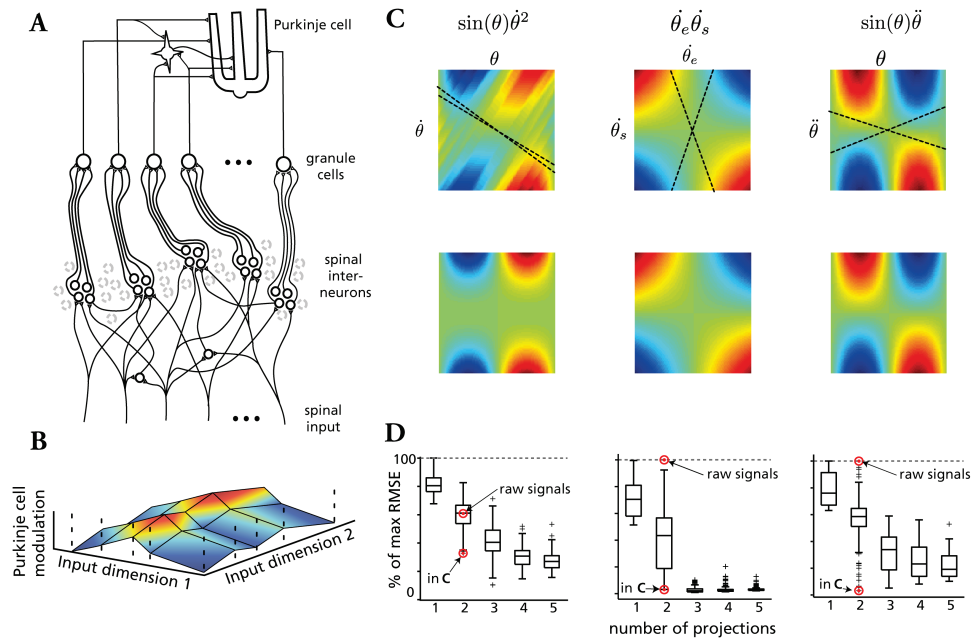 A
Purkinje cell
granule
cells
spinal
inter-
neurons
spinal
input
B
Purkinje cell
modulation
Input dimension 1
Input dimension 2
C
sin(θ)θ̇²
θ̇ₑθ̇ₛ
sin(θ)θ̈
θ
θ̇ₑ
θ
θ̇
θ̇ₛ
θ̈
D
% of max RMSE
100
0
raw signals
in C
1 2 3 4 5
raw signals
in C
1 2 3 4 5
raw signals
in C
1 2 3 4 5
number of projections